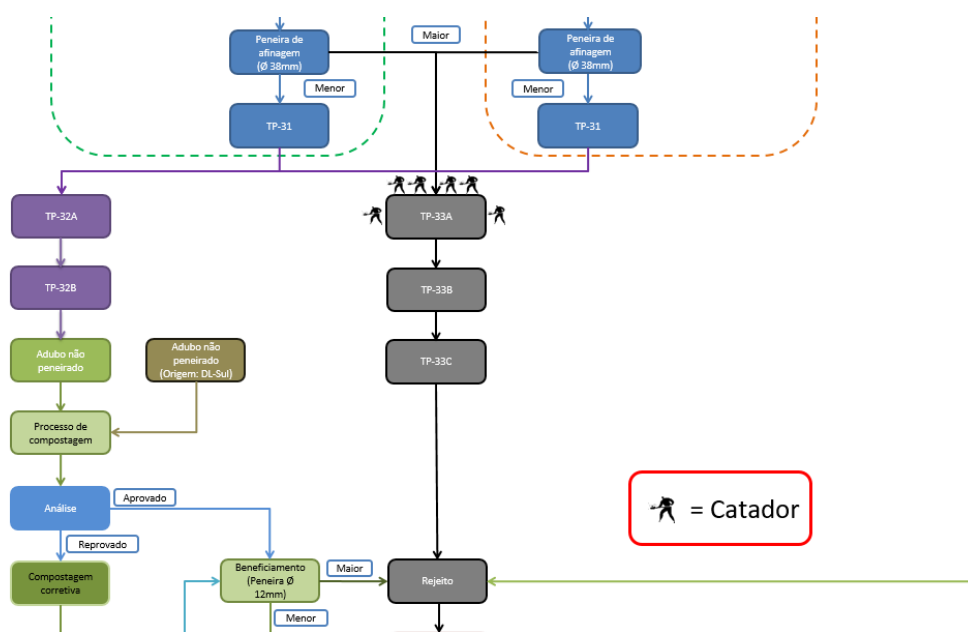 Peneira de
afinagem
(Ø 38mm)
Maior
Peneira de
afinagem
(Ø 38mm)
Menor
Menor
TP-31
TP-31
TP-32A
TP-33A
TP-32B
TP-33B
Adubo não
peneirado
Adubo não
peneirado
(Origem: DL-Sul)
TP-33C
Processo de
compostagem
Análise
Aprovado
= Catador
Reprovado
Compostagem
corretiva
Beneficiamento
(Peneira Ø
12mm)
Maior
Rejeito
Menor